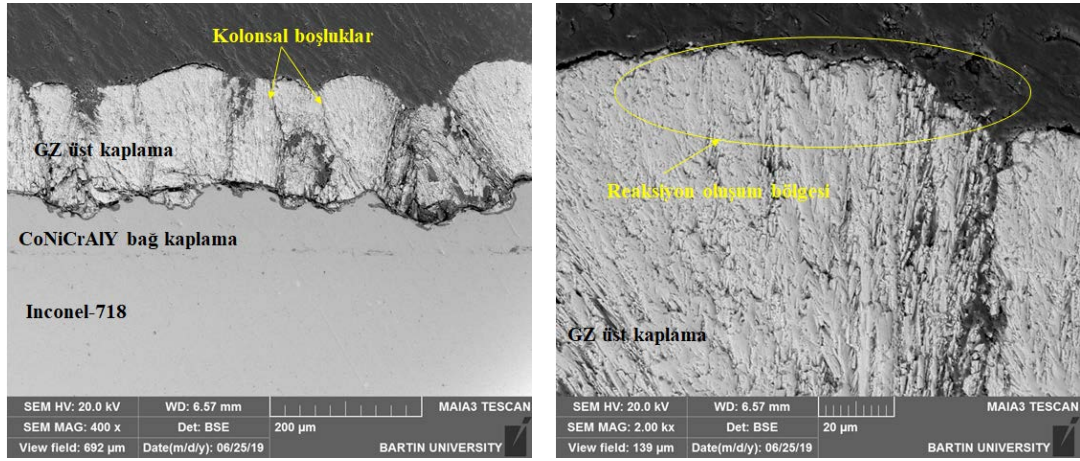 Kolonsal boşluklar
GZ üst kaplama
CoNiCrAlY bağ kaplama
Inconel-718
SEM HV: 20.0 kV WD: 6.57 mm MAIA3 TESCAN
SEM MAG: 400 x Det: BSE 200 µm
View field: 692 µm Date(m/d/y): 06/25/19 BARTIN UNIVERSITY
Reaksiyon oluşum bölgesi
GZ üst kaplama
SEM HV: 20.0 kV WD: 6.57 mm MAIA3 TESCAN
SEM MAG: 2.00 kx Det: BSE 20 µm
View field: 139 µm Date(m/d/y): 06/25/19 BARTIN UNIVERSITY